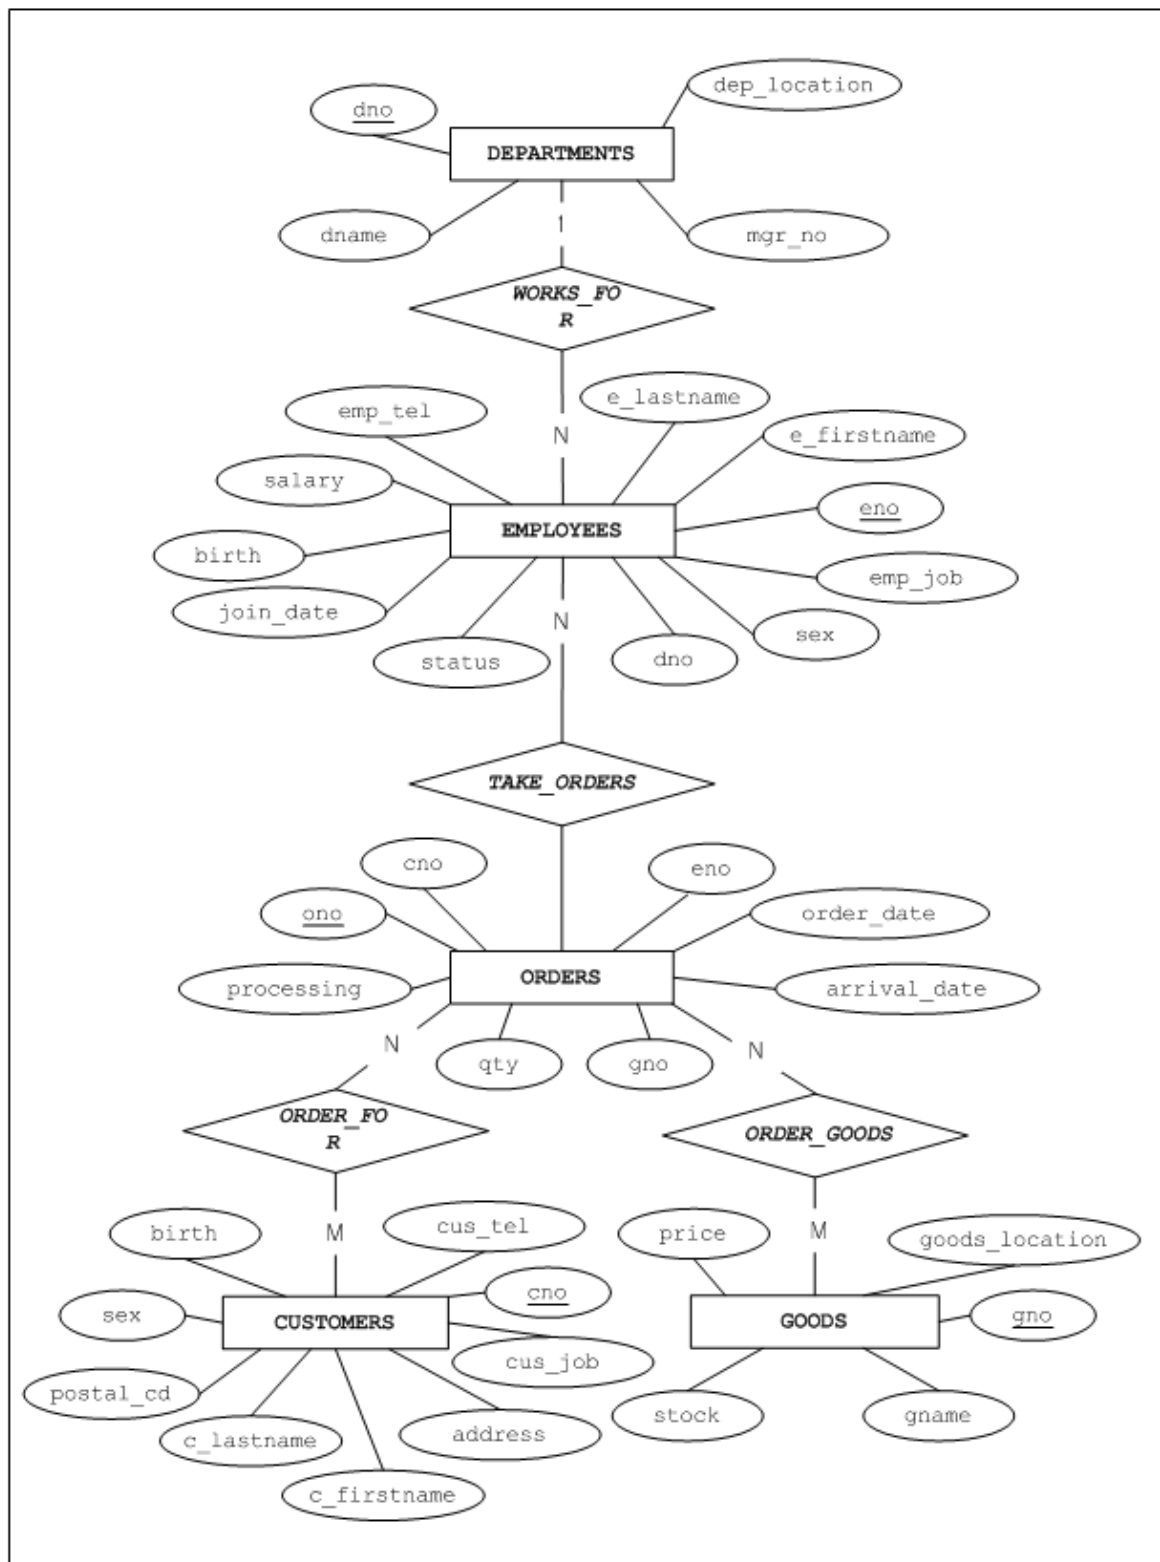 dep_location
dno
DEPARTMENTS
dname
mgr_no
1
WORKS_FO
R
e_lastname
emp_tel
e_firstname
N
salary
eno
EMPLOYEES
birth
emp_job
join_date
N
sex
status
dno
TAKE_ORDERS
cno
eno
ono
order_date
ORDERS
processing
arrival_date
N
N
qty
gno
ORDER_FO
R
ORDER_GOODS
birth
cus_tel
M
price
M
goods_location
cno
sex
gno
CUSTOMERS
GOODS
cus_job
postal_cd
stock
gname
c_lastname
address
c_firstname